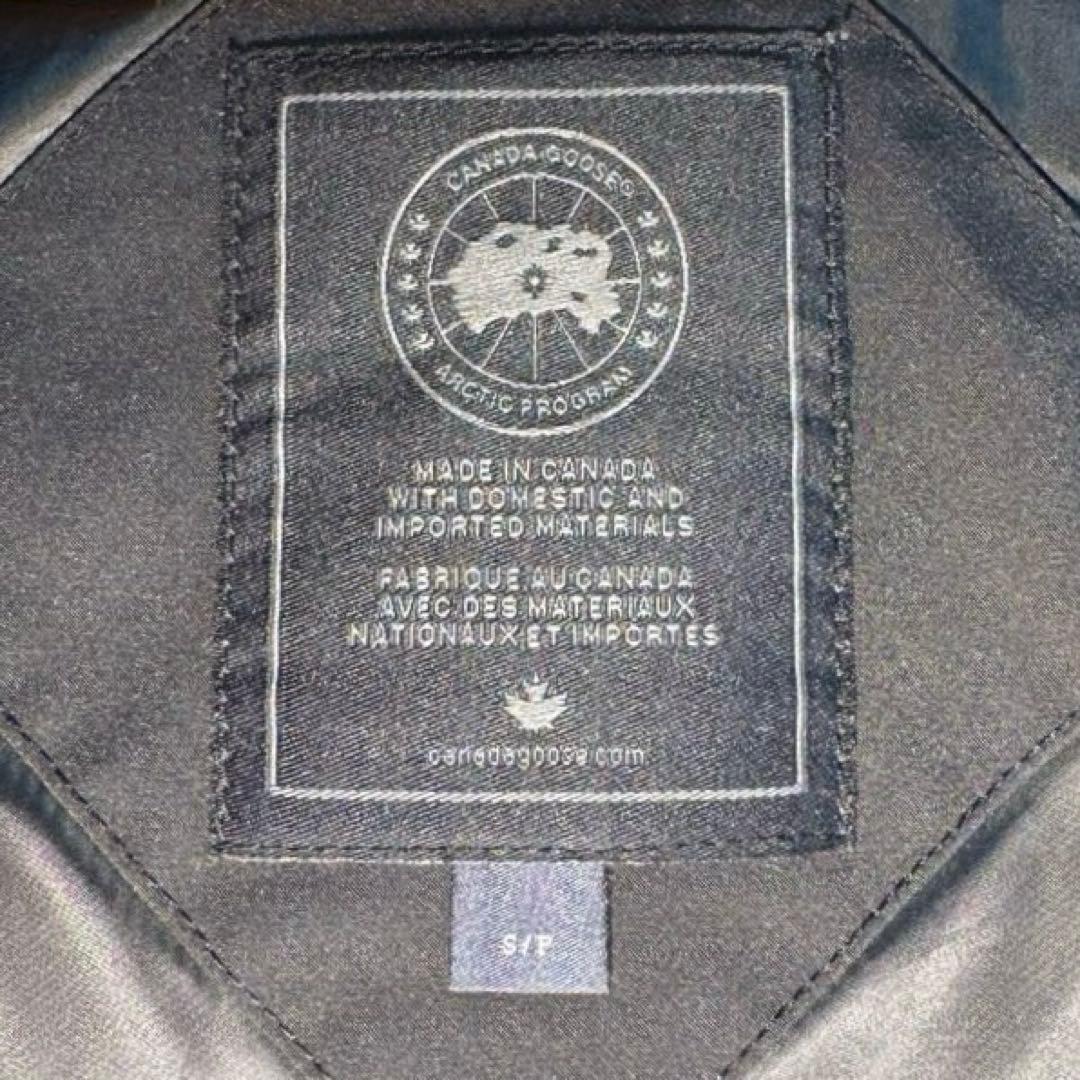 CANADA GOOSE®
ARCTIC PROGRAM
MADE IN CANADA
WITH DOMESTIC AND
IMPORTED MATERIALS
FABRIQUE AU CANADA
AVEC DES MATERIAUX
NATIONAUX ET IMPORTES
canadagoose.com
S/P